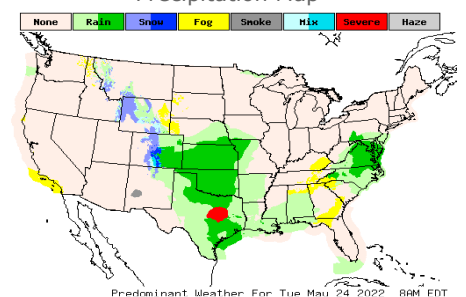 Precipitation Map
None Rain Snow Fog Smoke Mix Severe Haze
Predominant Weather For Tue May 24 2022 8AM EDT